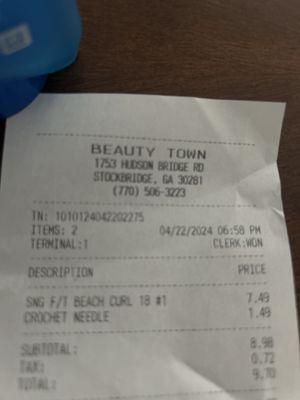 BEAUTY TOWN
1753 HUDSON BRIDGE RD
STOCKBRIDGE, GA 30281
(770) 506-3223
TN: 1010124042202275
ITEMS: 2 04/22/2024 06:58 PM
TERMINAL:1 CLERK:WON
DESCRIPTION PRICE
SNG F/T BEACH CURL 18 #1 7.49
CROCHET NEEDLE 1.49
SUBTOTAL: 8.98
TAX: 0.72
TOTAL: 9.70